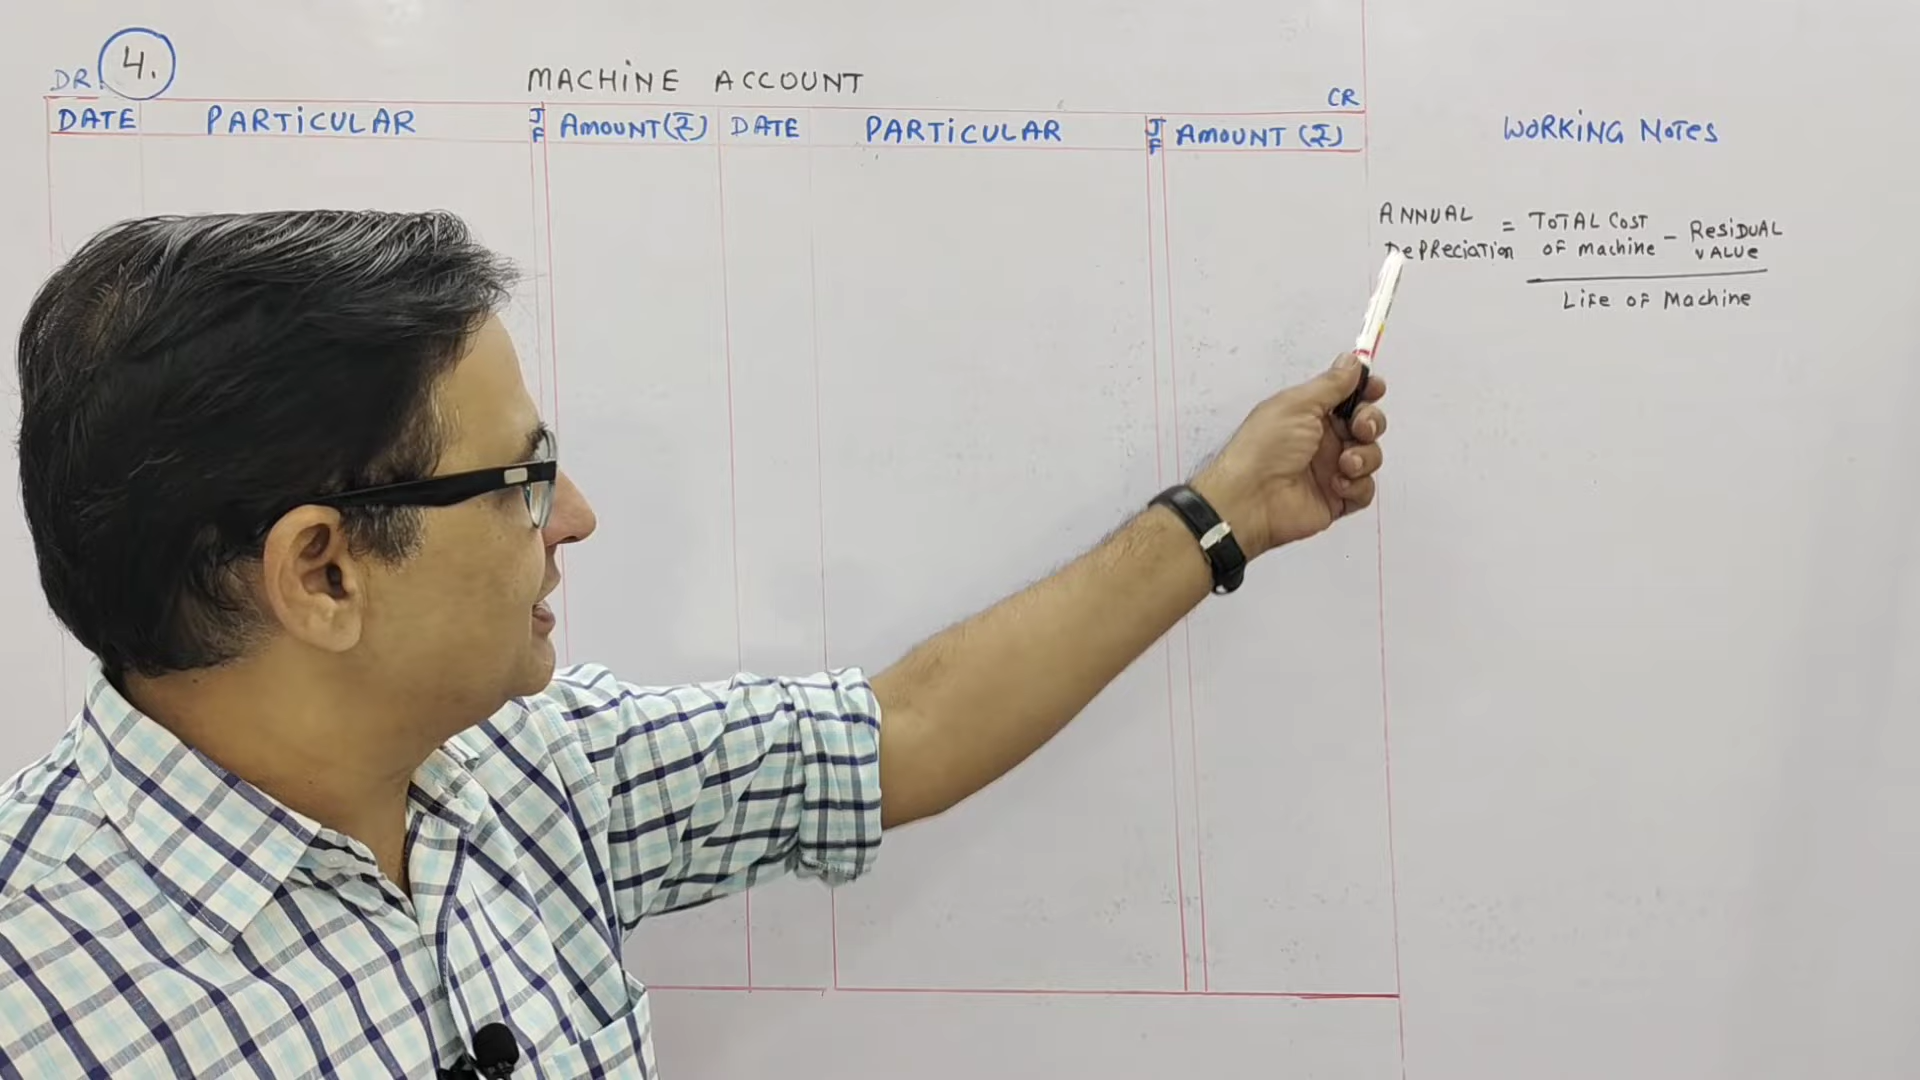 4.
DR.
MACHINE ACCOUNT
CR
DATE PARTICULAR JF AMOUNT(₹) DATE PARTICULAR JF AMOUNT (₹)
WORKING NOTES
ANNUAL DEPRECIATION = TOTAL COST OF MACHINE - RESIDUAL VALUE
LIFE OF MACHINE